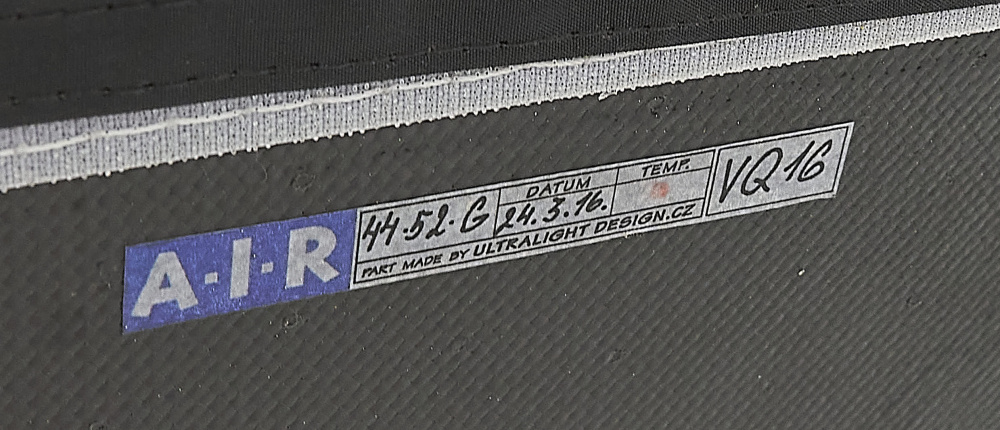 A·I·R
44·52·G
DATUM
24.3.16.
TEMP.
VQ16
PART MADE BY ULTRALIGHT DESIGN.CZ